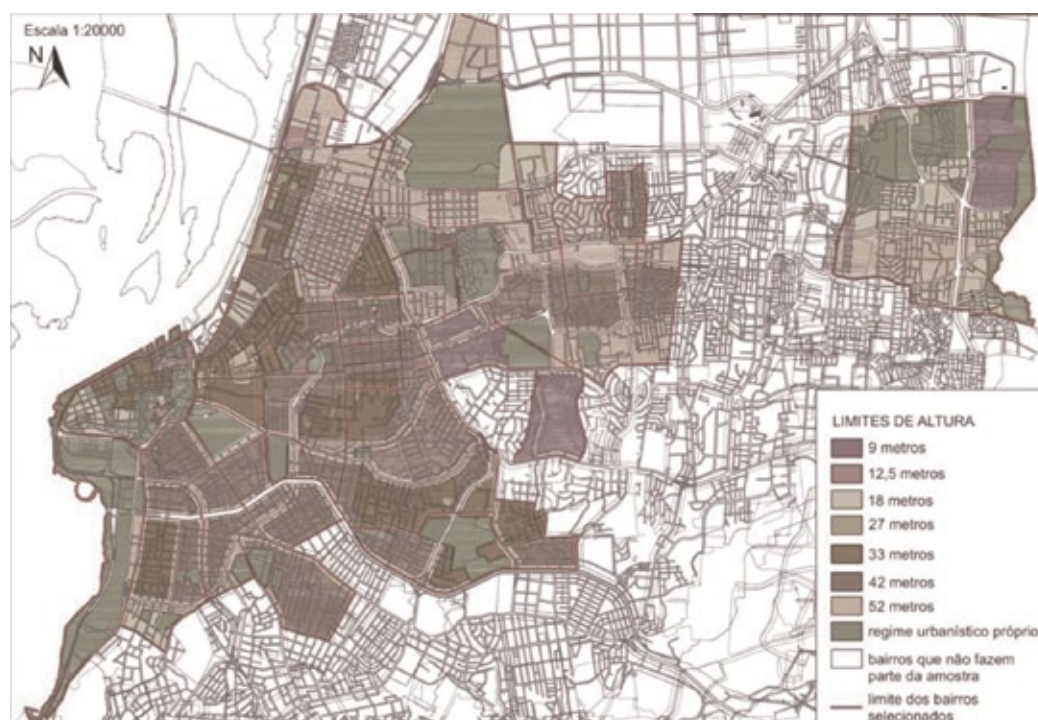 Escala 1:20000
N
LIMITES DE ALTURA
9 metros
12,5 metros
18 metros
27 metros
33 metros
42 metros
52 metros
regime urbanístico próprio
bairros que não fazem
parte da amostra
limite dos bairros
selecionados